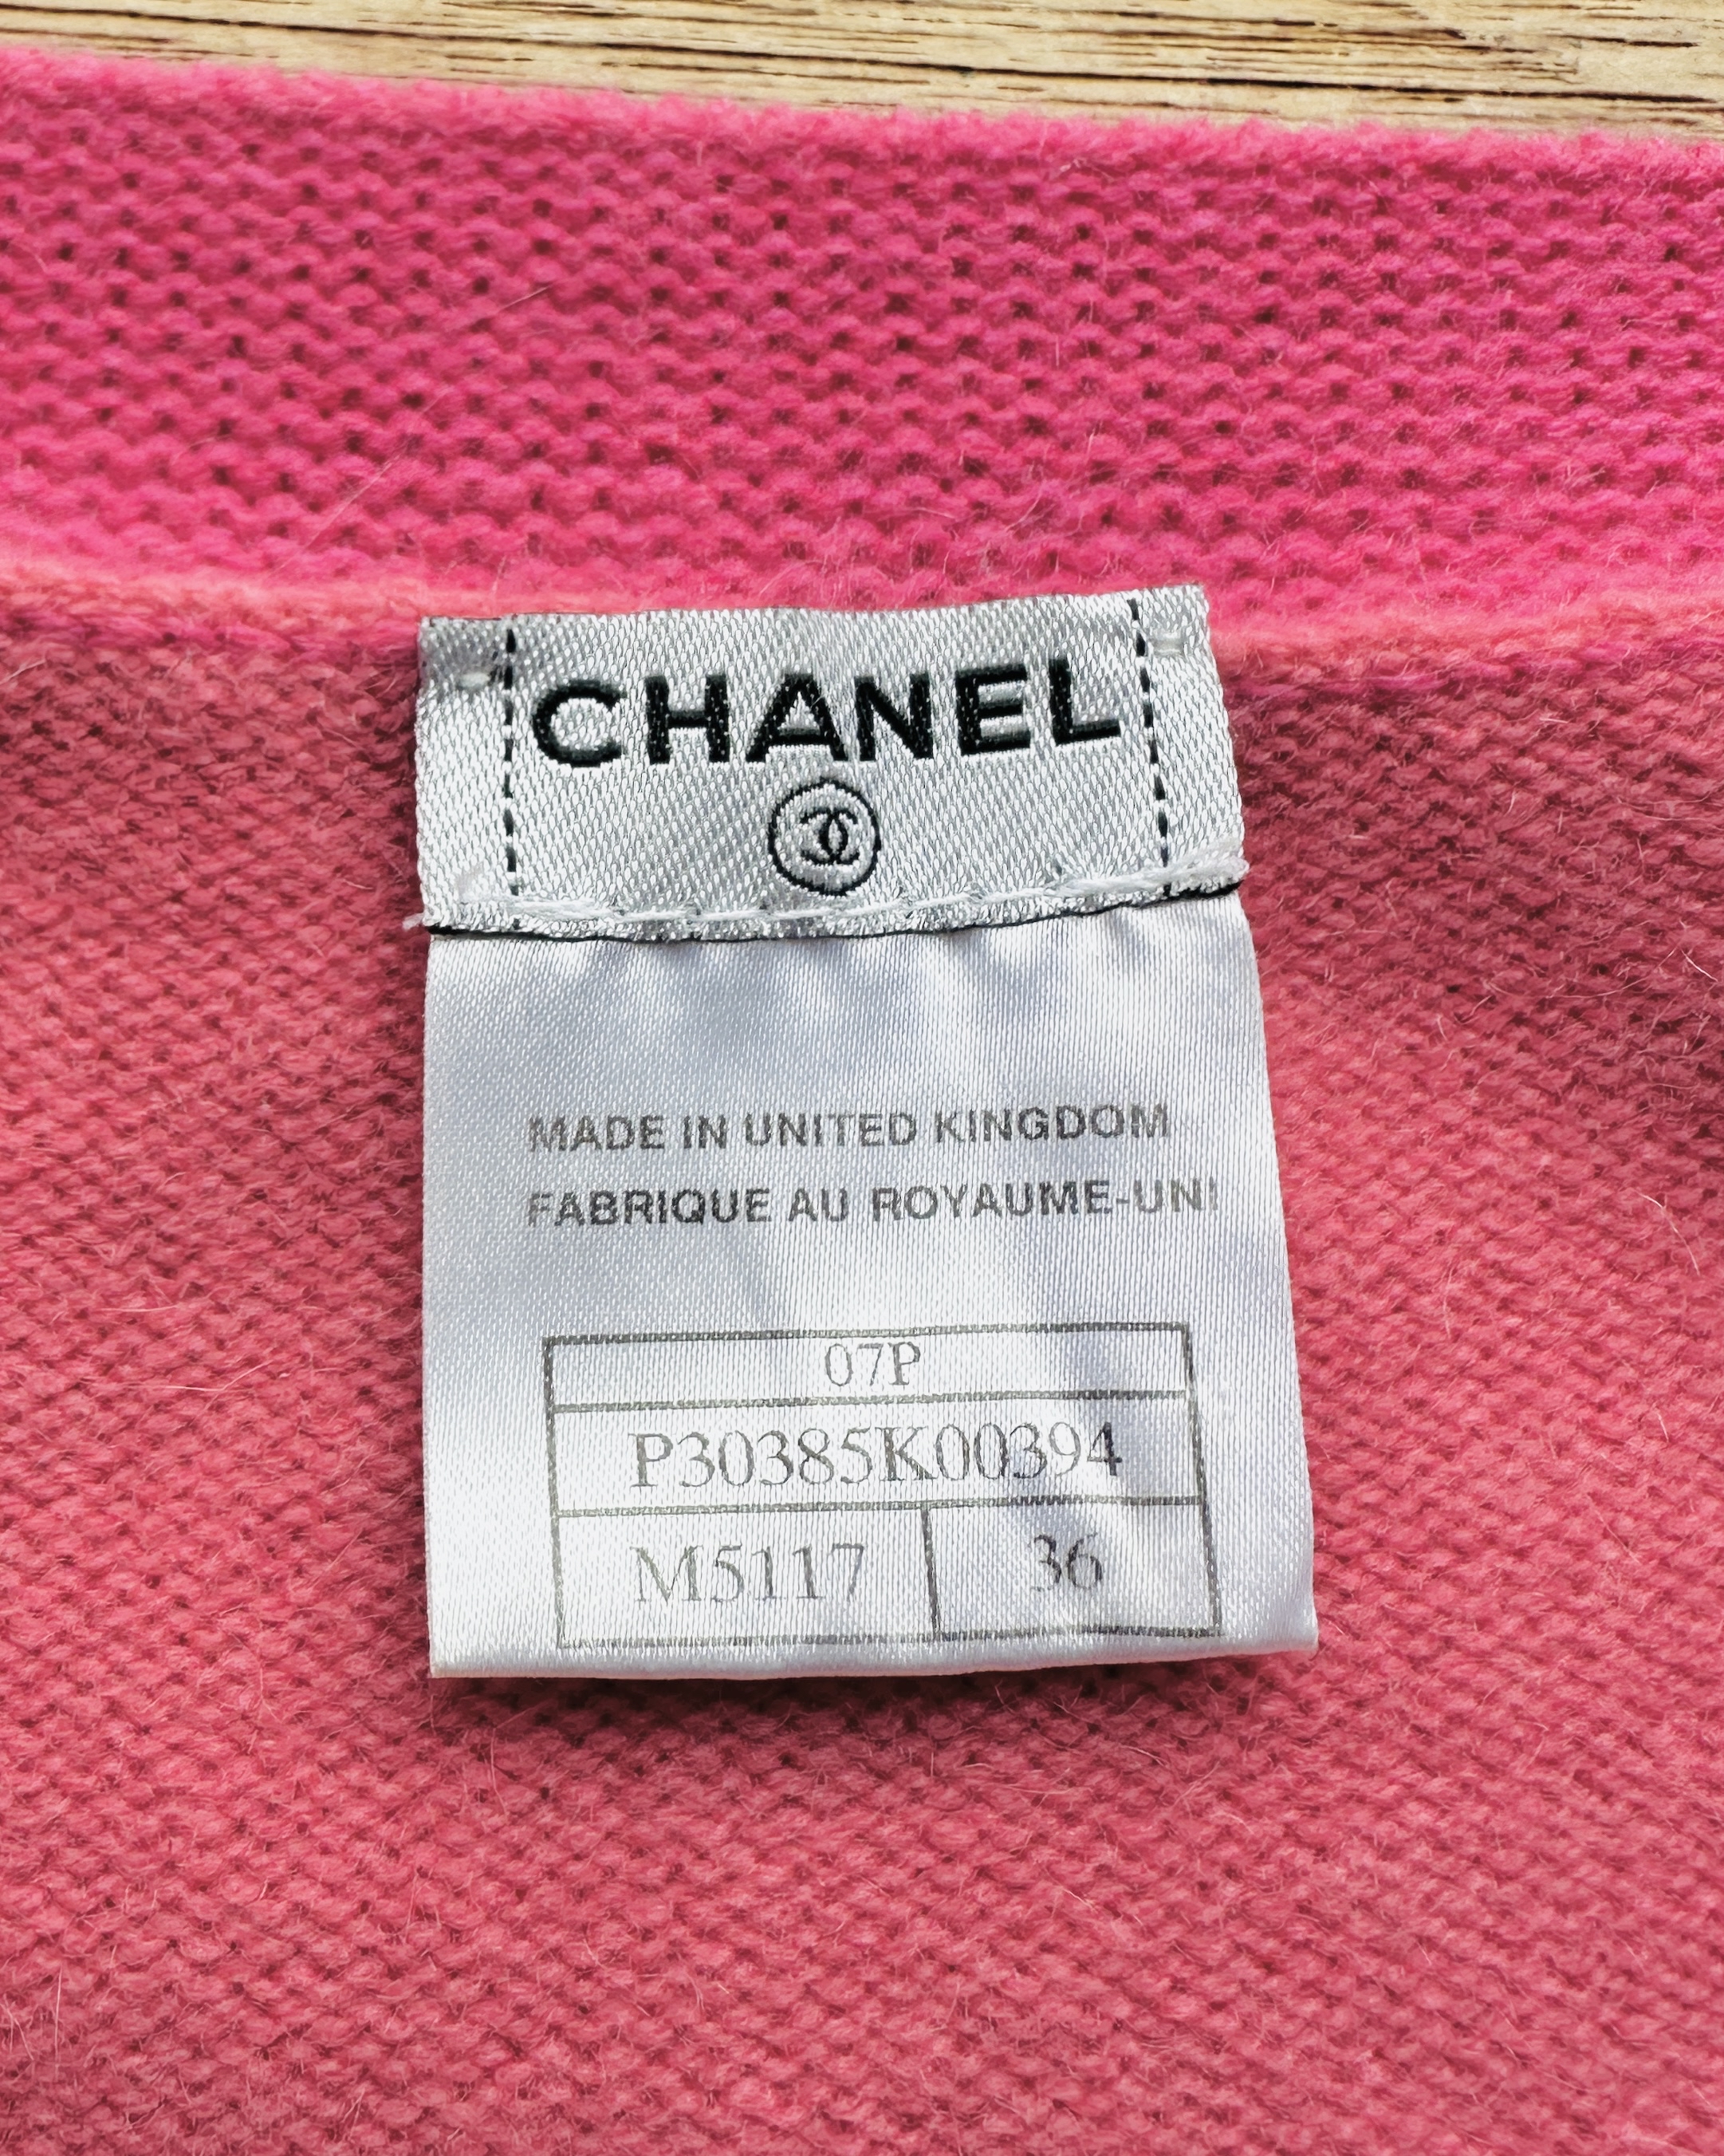 CHANEL
MADE IN UNITED KINGDOM
FABRIQUE AU ROYAUME-UNI
07P
P30385K00394
M5117 36